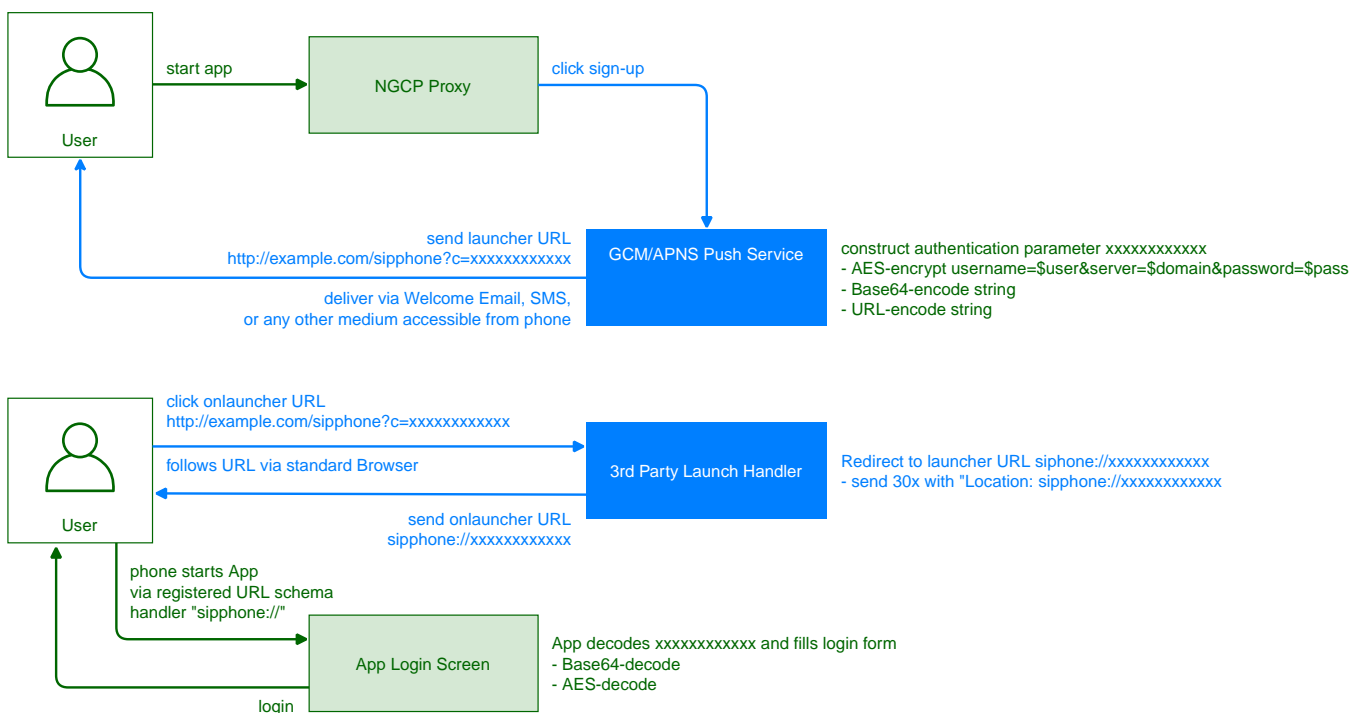 start app
User
NGCP Proxy
click sign-up
send launcher URL
http://example.com/sipphone?c=xxxxxxxxxxxx
deliver via Welcome Email, SMS,
or any other medium accessible from phone
GCM/APNS Push Service
construct authentication parameter xxxxxxxxxxxx
- AES-encrypt username=$user&server=$domain&password=$pass
- Base64-encode string
- URL-encode string
click onlauncher URL
http://example.com/sipphone?c=xxxxxxxxxxxx
follows URL via standard Browser
User
3rd Party Launch Handler
Redirect to launcher URL siphone://xxxxxxxxxxxx
- send 30x with "Location: sipphone://xxxxxxxxxxxx
send onlauncher URL
sipphone://xxxxxxxxxxxx
phone starts App
via registered URL schema
handler "sipphone://"
App Login Screen
App decodes xxxxxxxxxxxx and fills login form
- Base64-decode
- AES-decode
login